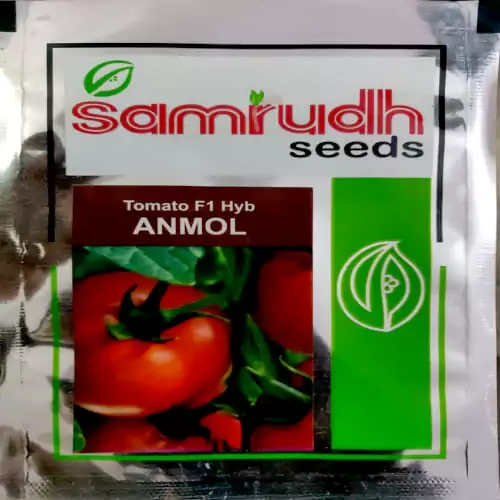 Samrudh
seeds
Tomato F1 Hyb
ANMOL